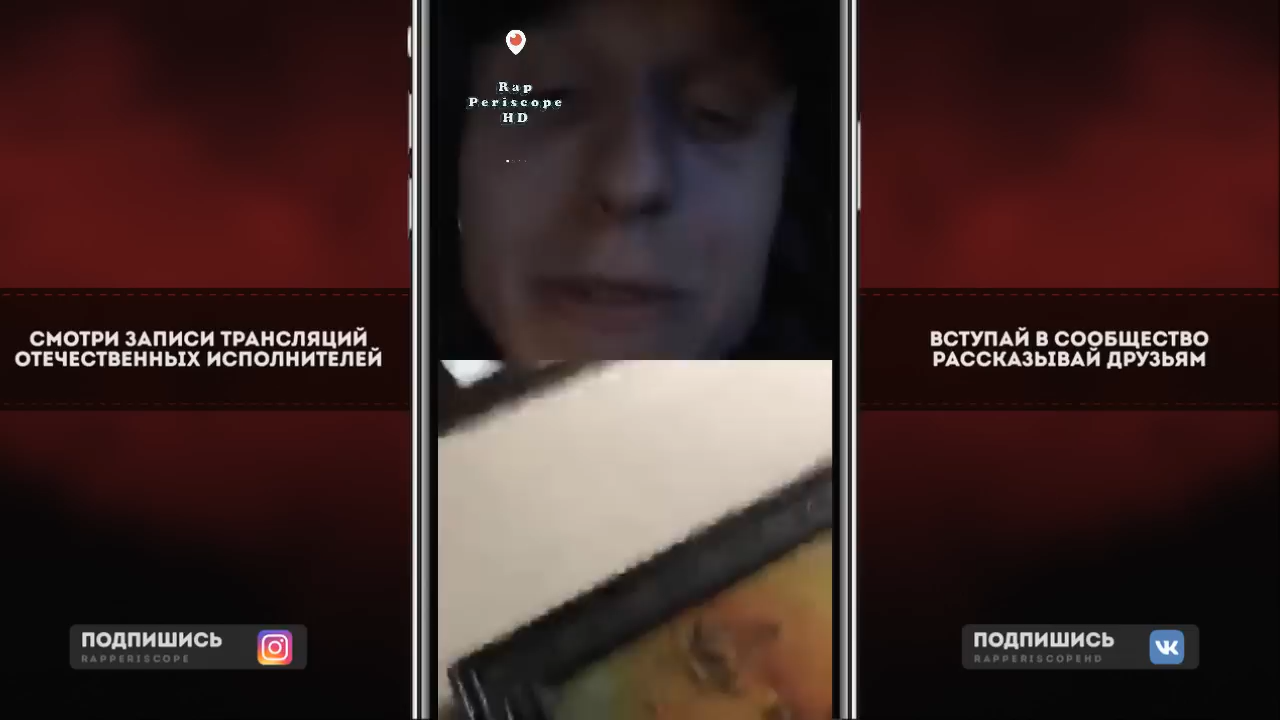 Rap
Periscope
HD
СМОТРИ ЗАПИСИ ТРАНСЛЯЦИЙ
ОТЕЧЕСТВЕННЫХ ИСПОЛНИТЕЛЕЙ
ВСТУПАЙ В СООБЩЕСТВО
РАССКАЗЫВАЙ ДРУЗЬЯМ
ПОДПИШИСЬ
RAPPERISCOPE
ПОДПИШИСЬ
RAPPERISCOPEHD